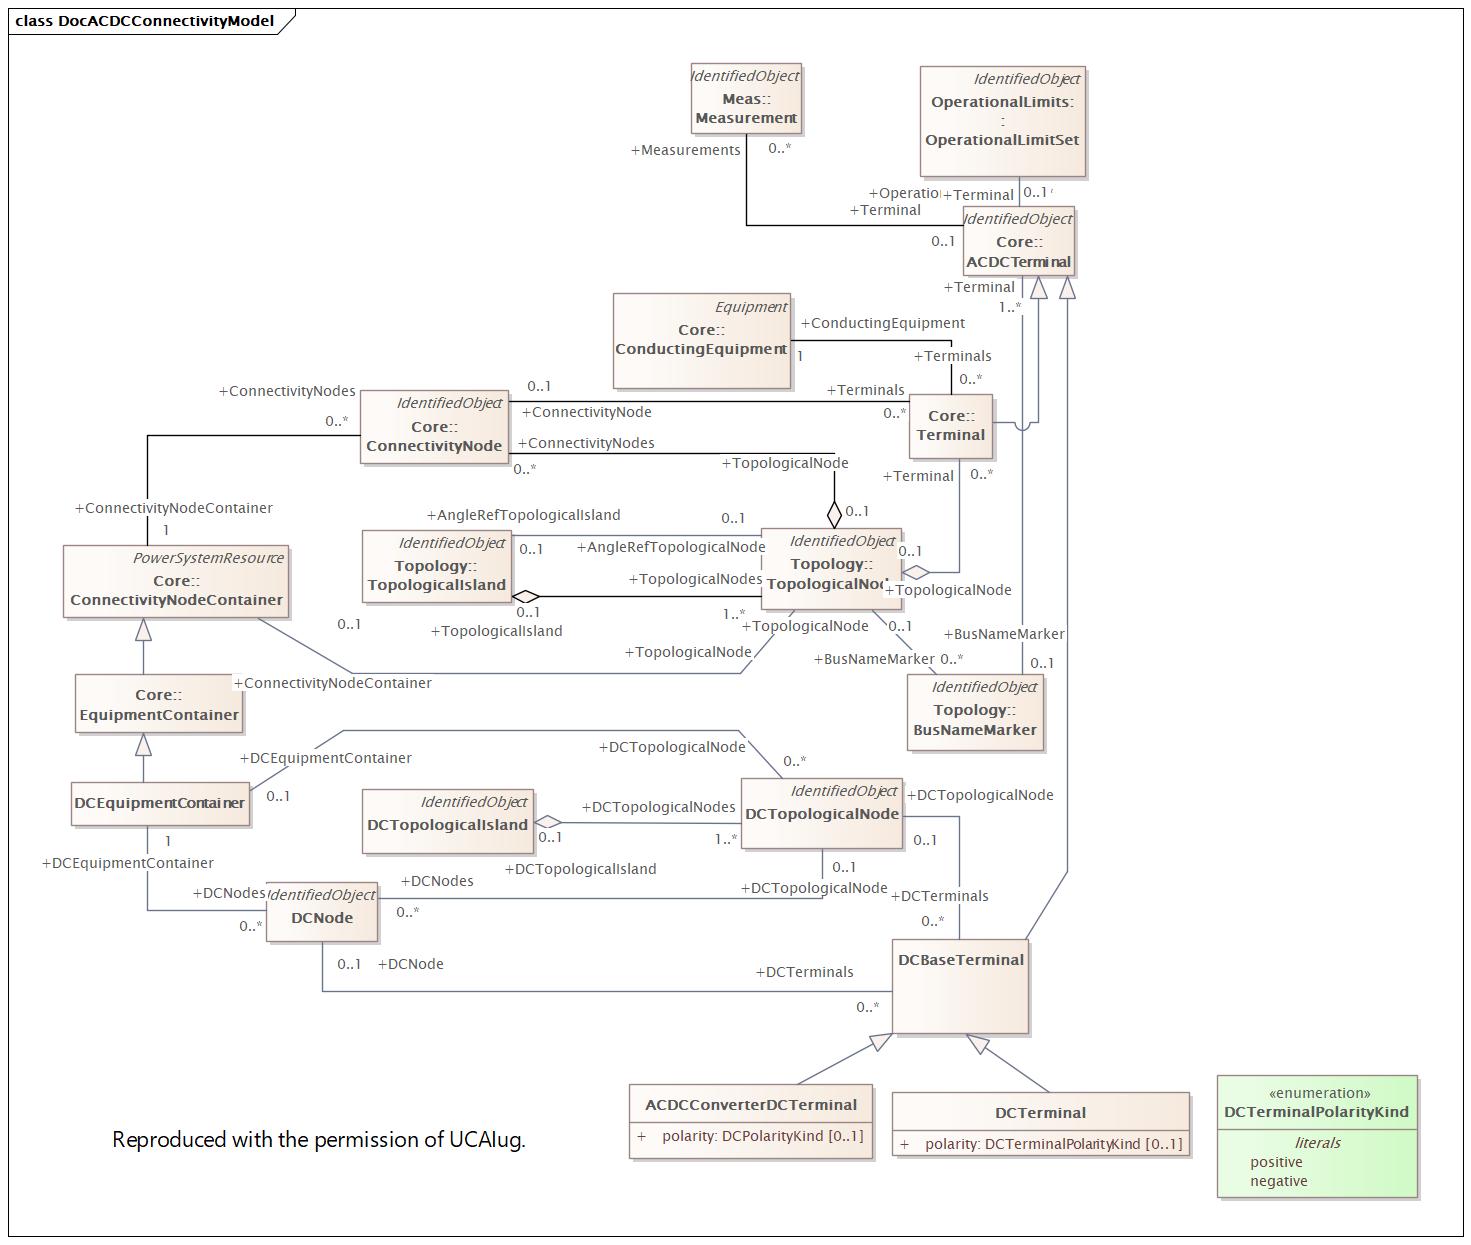 class DocACDCConnectivityModel
IdentifiedObject
Meas::
Measurement
IdentifiedObject
OperationalLimits:
:
OperationalLimitSet
+Measurements
0..*
+Terminal
0..1
+Terminal
0..1
IdentifiedObject
Core::
ACDCTerminal
+Terminal
1..*
Equipment
Core::
ConductingEquipment
+ConductingEquipment
1
+Terminals
0..*
+ConnectivityNodes
0..*
IdentifiedObject
Core::
ConnectivityNode
0..1
+ConnectivityNode
+Terminals
0..*
Core::
Terminal
+ConnectivityNodes
0..*
+TopologicalNode
0..1
+Terminal
0..*
+ConnectivityNodeContainer
1
PowerSystemResource
Core::
ConnectivityNodeContainer
+AngleRefTopologicalIsland
0..1
0..1
+AngleRefTopologicalNode
IdentifiedObject
Topology::
TopologicalIsland
+TopologicalNodes
1..*
0..1
+TopologicalIsland
IdentifiedObject
Topology::
TopologicalNod
0..1
+TopologicalNode
0..1
+TopologicalNode
+TopologicalNode
0..1
+BusNameMarker
0..*
+BusNameMarker
0..1
+ConnectivityNodeContainer
Core::
EquipmentContainer
IdentifiedObject
Topology::
BusNameMarker
+DCEquipmentContainer
0..1
+DCTopologicalNode
0..*
DCEquipmentContainer
IdentifiedObject
DCTopologicalIsland
+DCTopologicalNodes
1..*
0..1
+DCTopologicalIsland
IdentifiedObject
DCTopologicalNode
+DCTopologicalNode
0..1
1
+DCEquipmentContainer
+DCNodes
0..*
IdentifiedObject
DCNode
+DCNodes
0..*
0..1
+DCTopologicalNode
+DCTerminals
0..*
0..1
+DCNode
+DCTerminals
0..*
DCBaseTerminal
ACDCConverterDCTerminal
+ polarity: DCPolarityKind [0..1]
DCTerminal
+ polarity: DCTerminalPolarityKind [0..1]
«enumeration»
DCTerminalPolarityKind
literals
positive
negative
Reproduced with the permission of UCAIug.